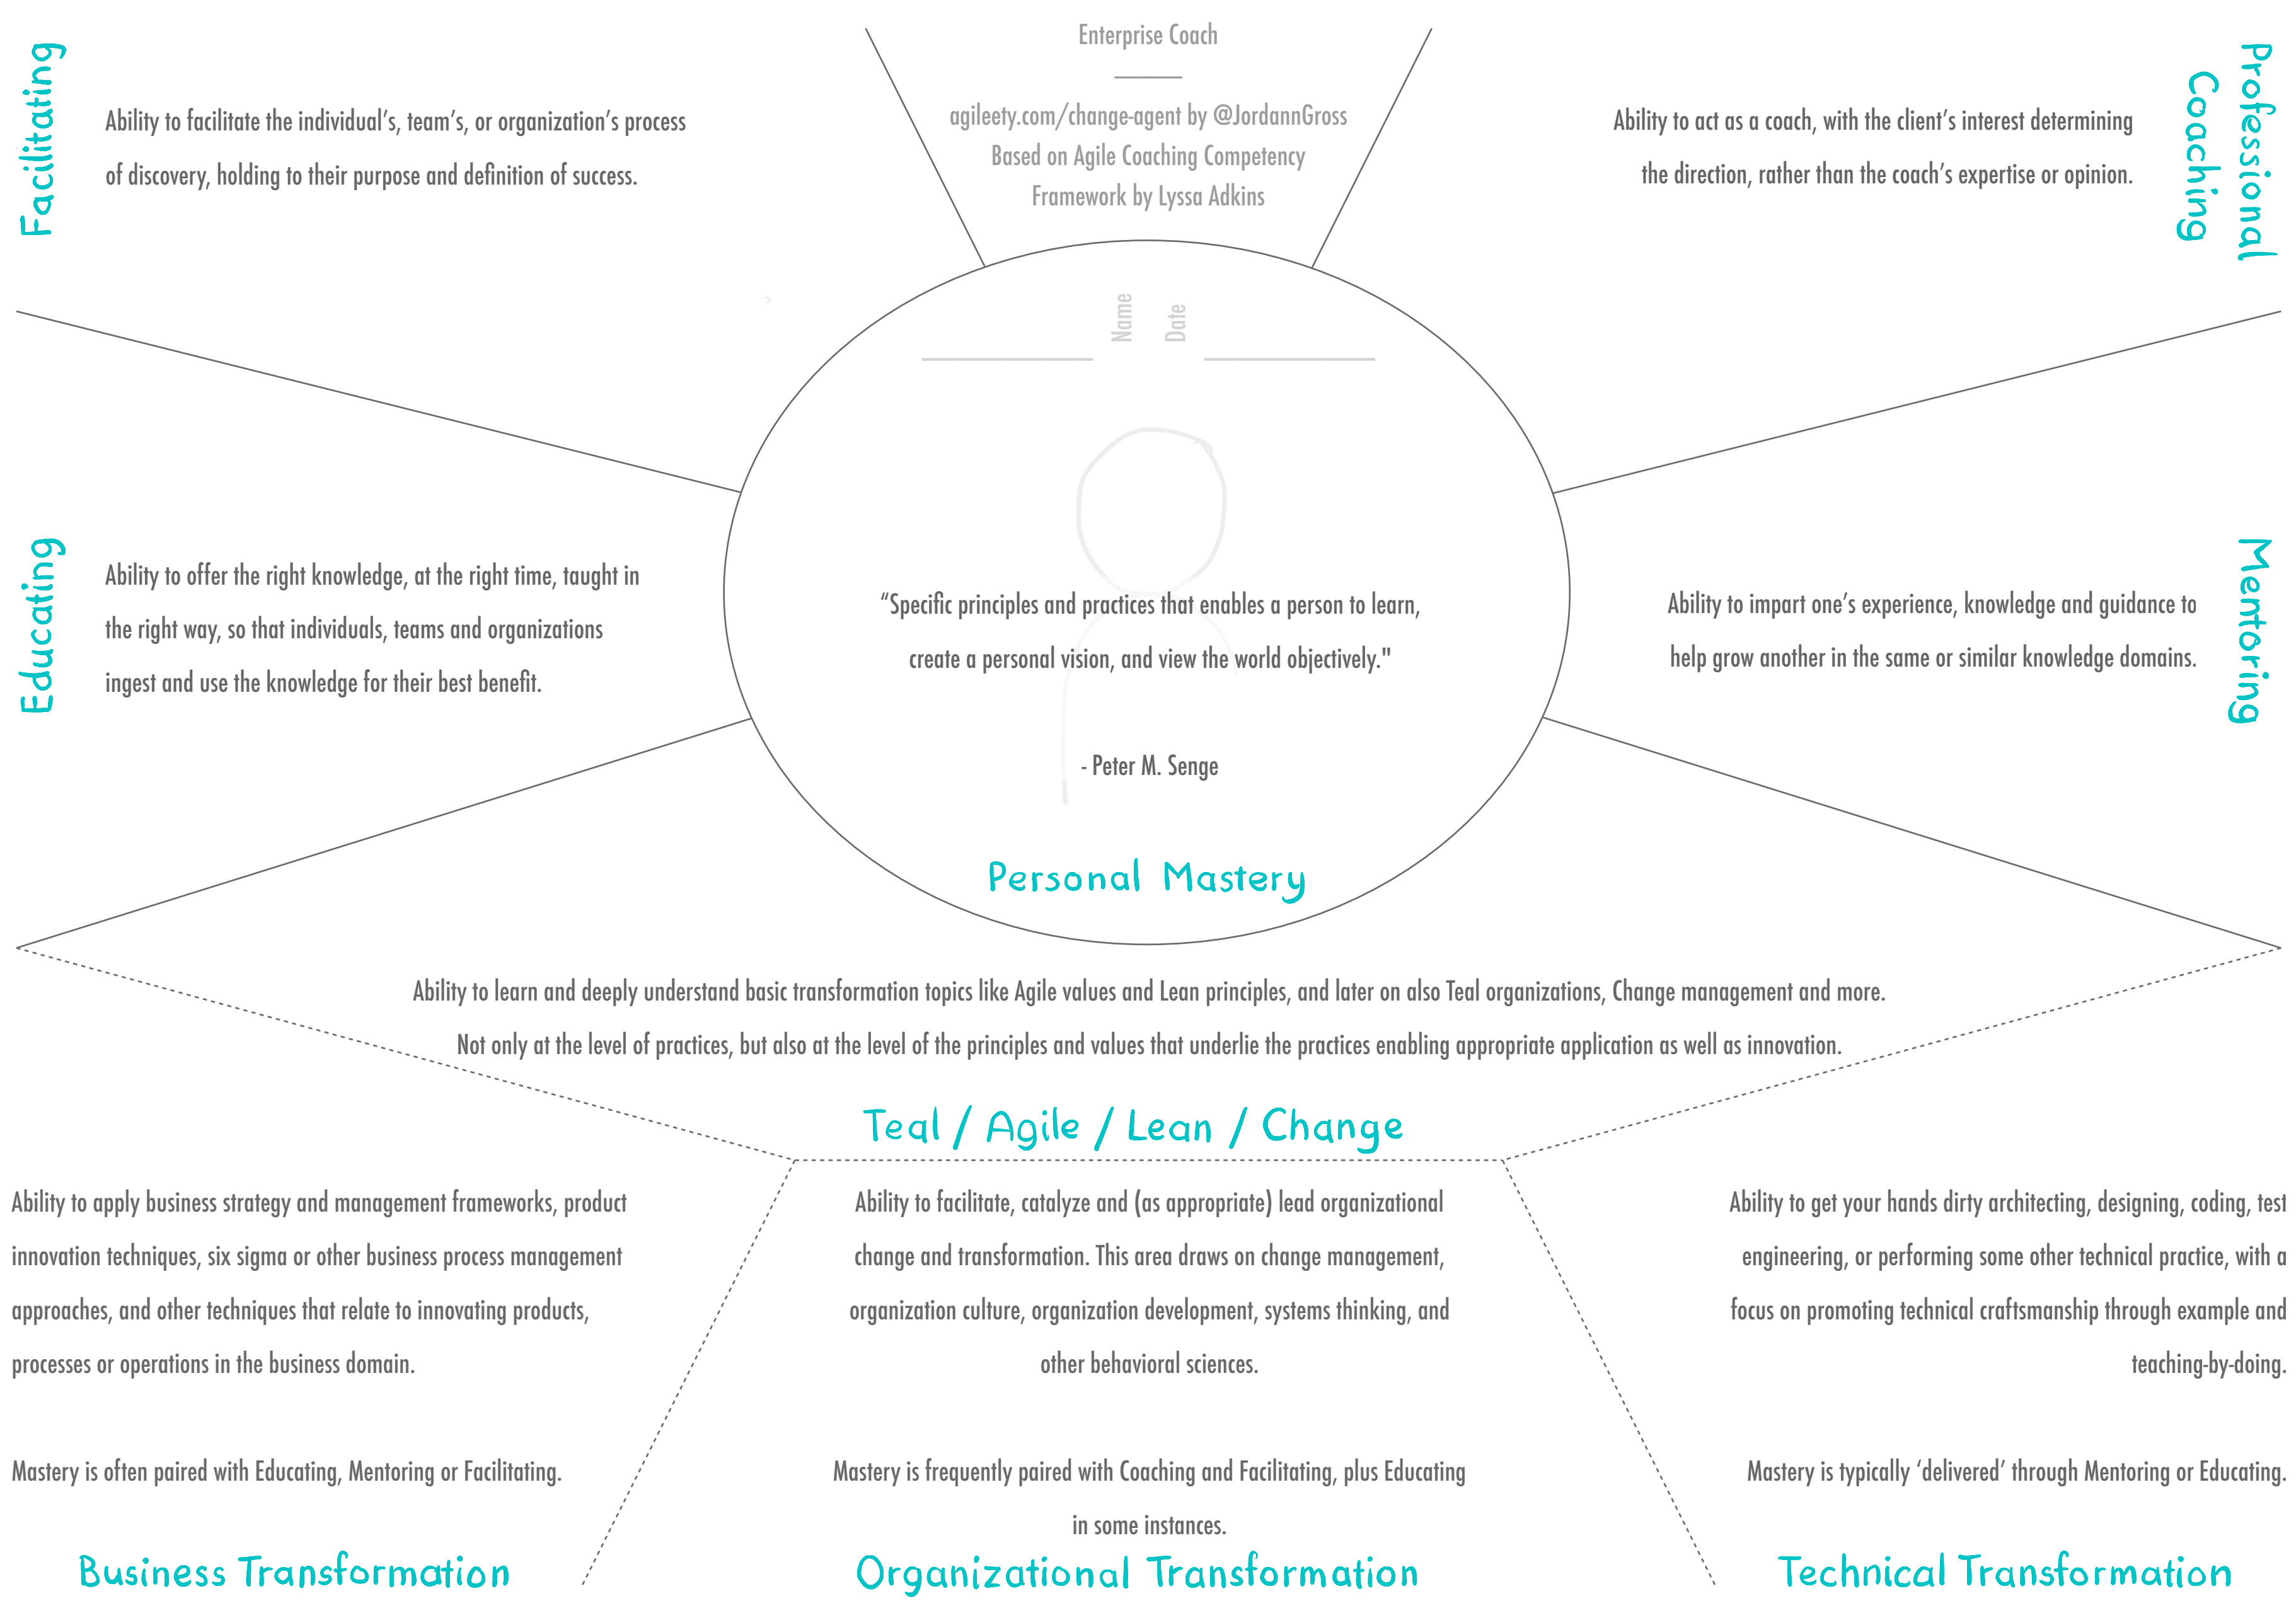 Enterprise Coach
agileety.com/change-agent by @JordannGross
Based on Agile Coaching Competency
Framework by Lyssa Adkins
Facilitating
Ability to facilitate the individual’s, team’s, or organization’s process
of discovery, holding to their purpose and definition of success.
Professional
Coaching
Ability to act as a coach, with the client’s interest determining
the direction, rather than the coach’s expertise or opinion.
Name
Date
Educating
Ability to offer the right knowledge, at the right time, taught in
the right way, so that individuals, teams and organizations
ingest and use the knowledge for their best benefit.
“Specific principles and practices that enables a person to learn,
create a personal vision, and view the world objectively."
- Peter M. Senge
Personal Mastery
Mentoring
Ability to impart one’s experience, knowledge and guidance to
help grow another in the same or similar knowledge domains.
Ability to learn and deeply understand basic transformation topics like Agile values and Lean principles, and later on also Teal organizations, Change management and more.
Not only at the level of practices, but also at the level of the principles and values that underlie the practices enabling appropriate application as well as innovation.
Teal / Agile / Lean / Change
Ability to apply business strategy and management frameworks, product
innovation techniques, six sigma or other business process management
approaches, and other techniques that relate to innovating products,
processes or operations in the business domain.
Mastery is often paired with Educating, Mentoring or Facilitating.
Business Transformation
Ability to facilitate, catalyze and (as appropriate) lead organizational
change and transformation. This area draws on change management,
organization culture, organization development, systems thinking, and
other behavioral sciences.
Mastery is frequently paired with Coaching and Facilitating, plus Educating
in some instances.
Organizational Transformation
Ability to get your hands dirty architecting, designing, coding, test
engineering, or performing some other technical practice, with a
focus on promoting technical craftsmanship through example and
teaching-by-doing.
Mastery is typically ‘delivered’ through Mentoring or Educating.
Technical Transformation